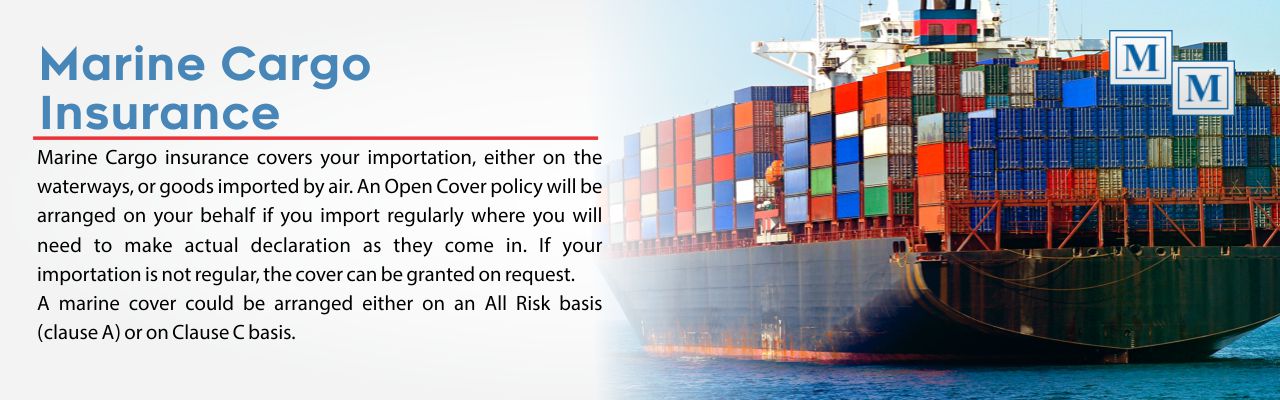 Marine Cargo
Insurance
Marine Cargo insurance covers your importation, either on the
waterways, or goods imported by air. An Open Cover policy will be
arranged on your behalf if you import regularly where you will
need to make actual declaration as they come in. If your
importation is not regular, the cover can be granted on request.
A marine cover could be arranged either on an All Risk basis
(clause A) or on Clause C basis.
M
M